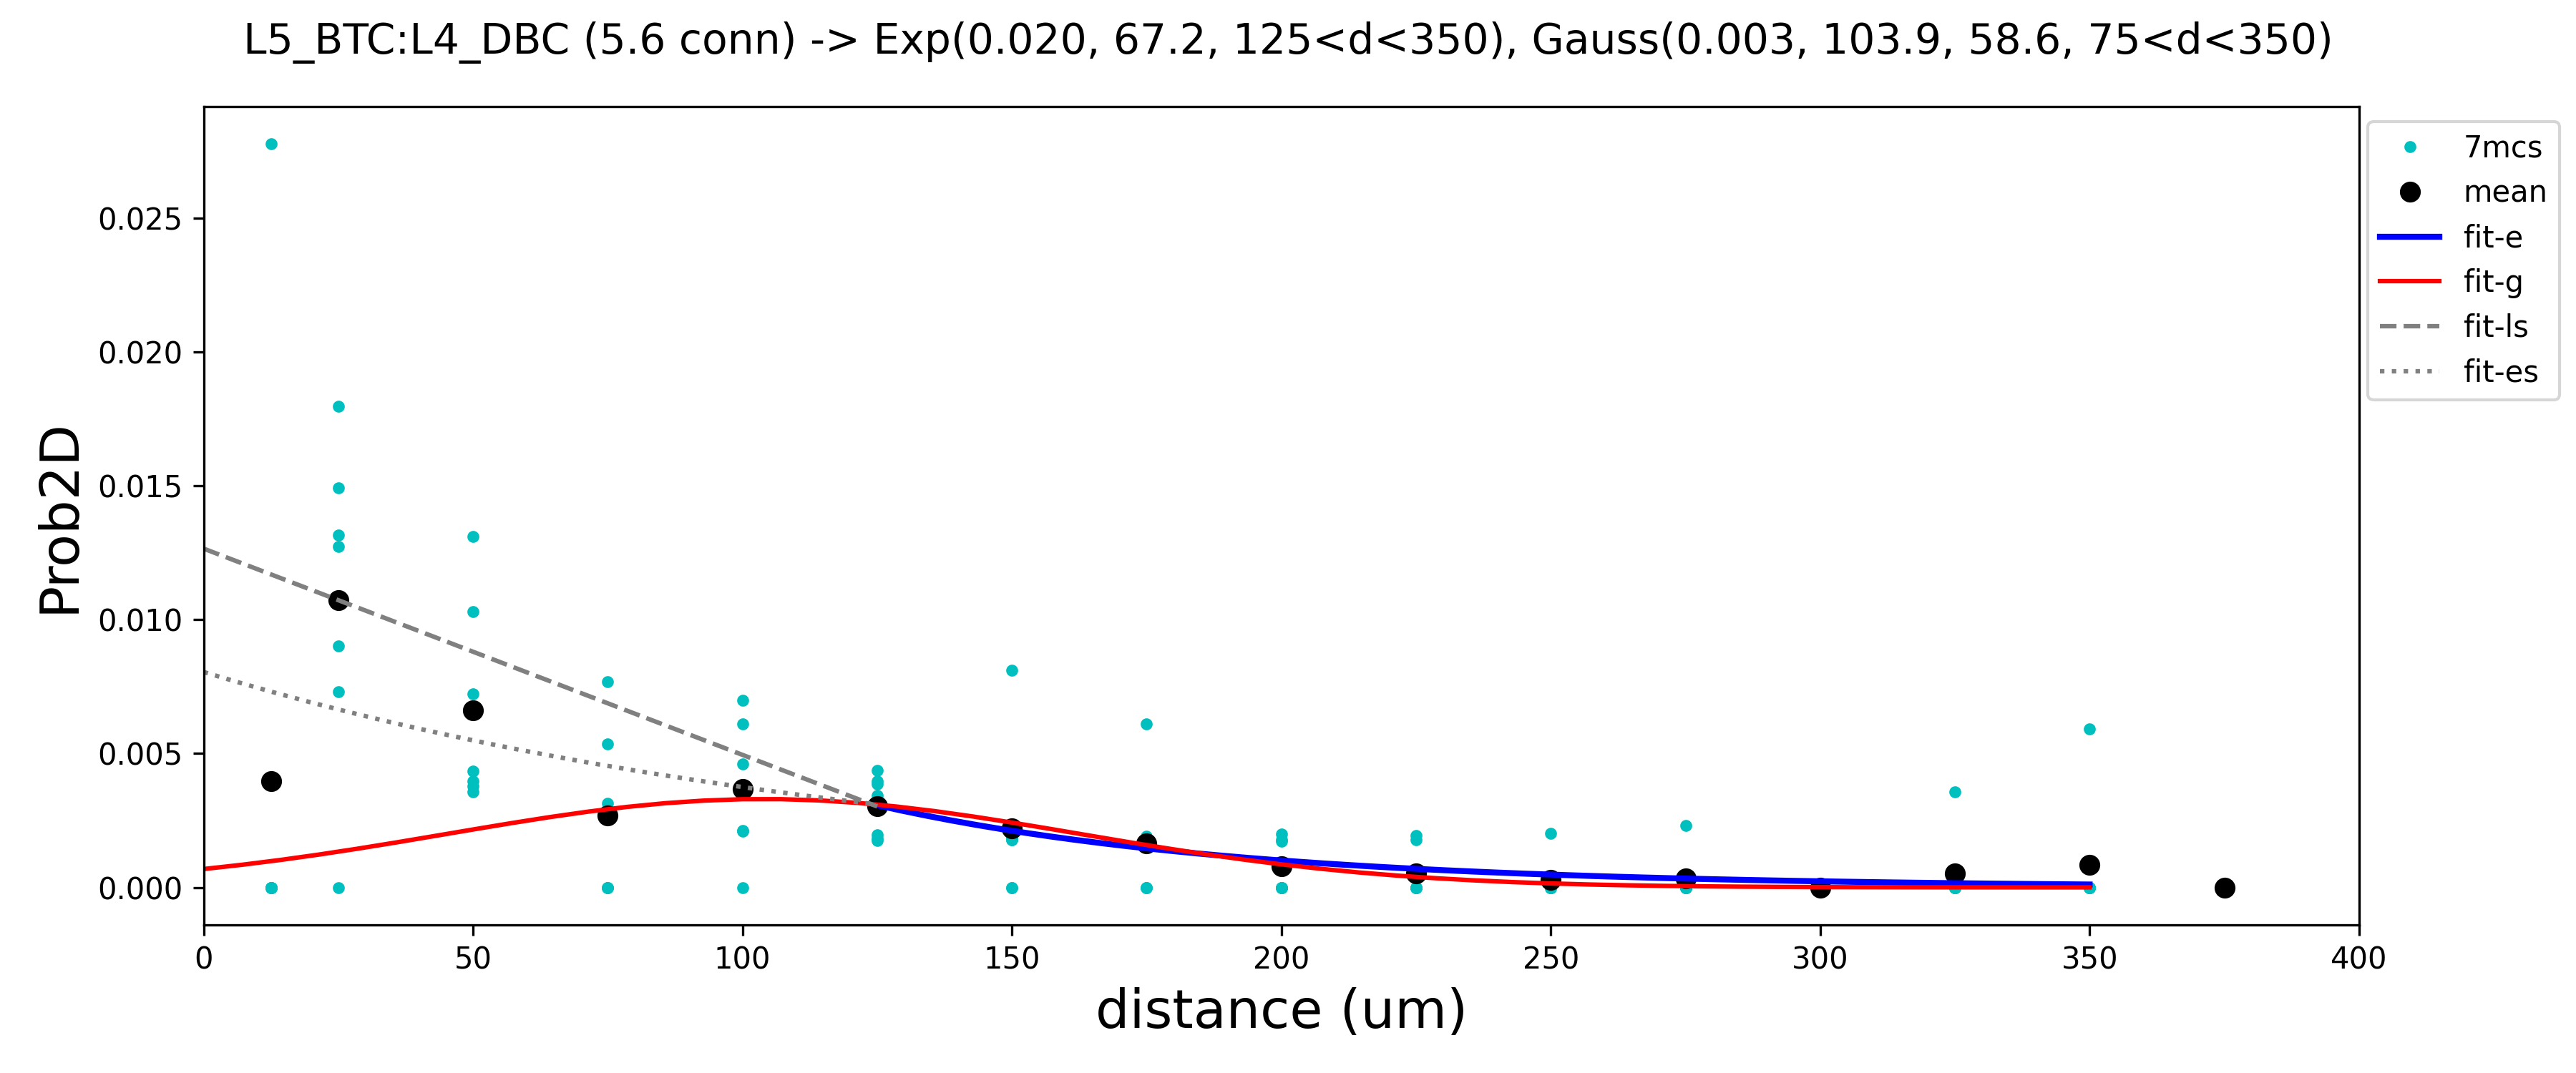 L5_BTC:L4_DBC (5.6 conn) -> Exp(0.020, 67.2, 125<d<350), Gauss(0.003, 103.9, 58.6, 75<d<350)
7mcs
mean
fit-e
fit-g
fit-ls
fit-es
Prob2D
0.025
0.020
0.015
0.010
0.005
0.000
0 50 100 150 200 250 300 350 400
distance (um)